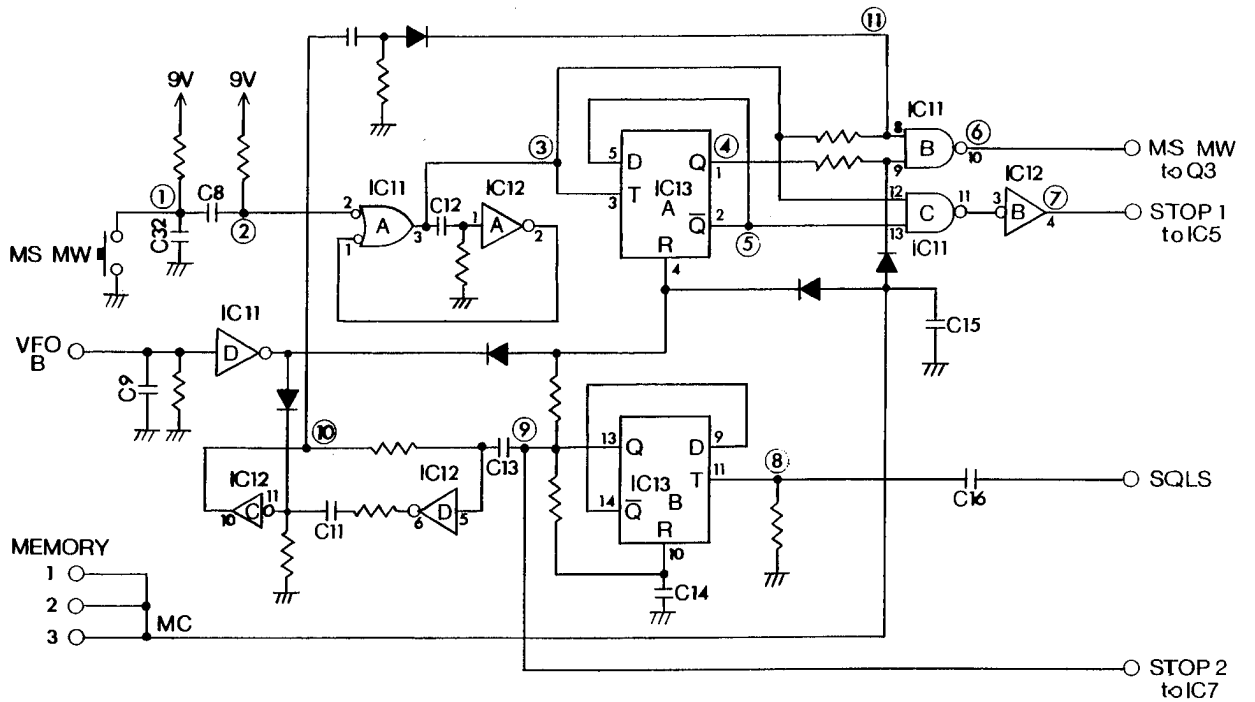 11
9V 9V
3
5 D Q 4
1
T
3
IC13
A
Q 2
5
R
4
IC11
8
B
9
6
10
MS MW
to Q3
12
C
13
11
IC11
IC12
3 B
4
7
STOP 1
to IC5
1 C8
2
C32
MS MW
IC11
2
A
1
3
C12
IC12
1
A
2
C15
VFO
B
C9
IC11
D
10
9
C13
IC12
11
C
10
C11
IC12
D
6 5
13 Q D 9
T 11
IC13
B
14 Q
R
10
C14
8
C16
SQLS
MEMORY
1
2
3
MC
STOP 2
to IC7